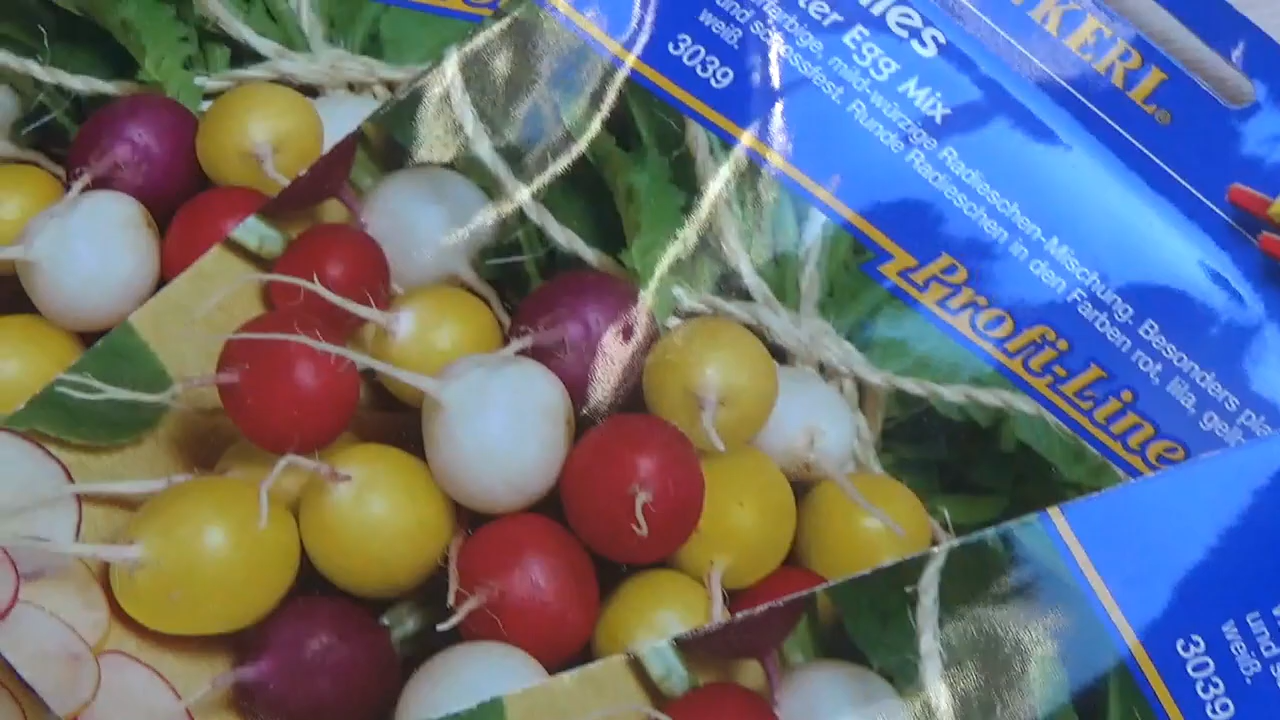 KERL®
ies
ter Egg Mix
rfarbige, mild-würzige Radieschen-Mischung. Besonders pla
und schossfest. Runde Radieschen in den Farben rot, lila, gelb
weiß.
3039
Profi-Line
und s
weiß.
3039